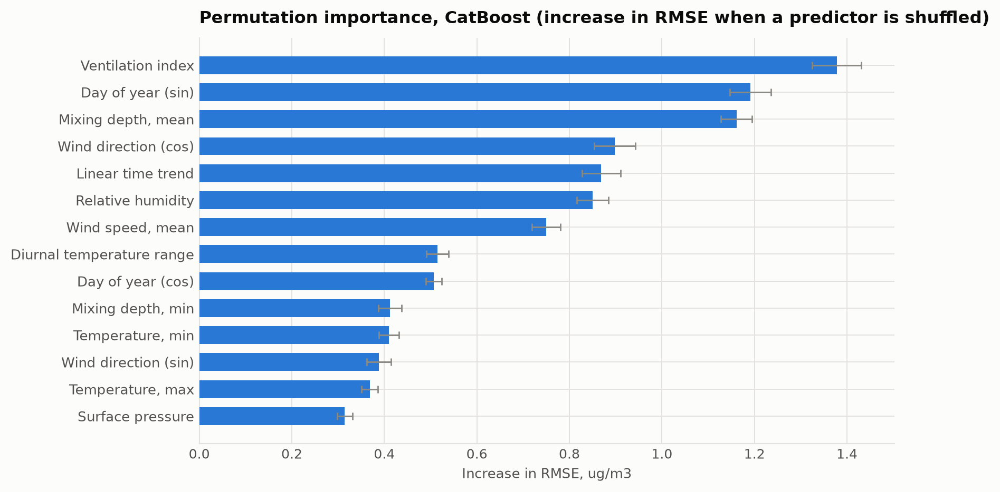 Permutation importance, CatBoost (increase in RMSE when a predictor is shuffled)
Ventilation index
Day of year (sin)
Mixing depth, mean
Wind direction (cos)
Linear time trend
Relative humidity
Wind speed, mean
Diurnal temperature range
Day of year (cos)
Mixing depth, min
Temperature, min
Wind direction (sin)
Temperature, max
Surface pressure
0.0 0.2 0.4 0.6 0.8 1.0 1.2 1.4
Increase in RMSE, ug/m3